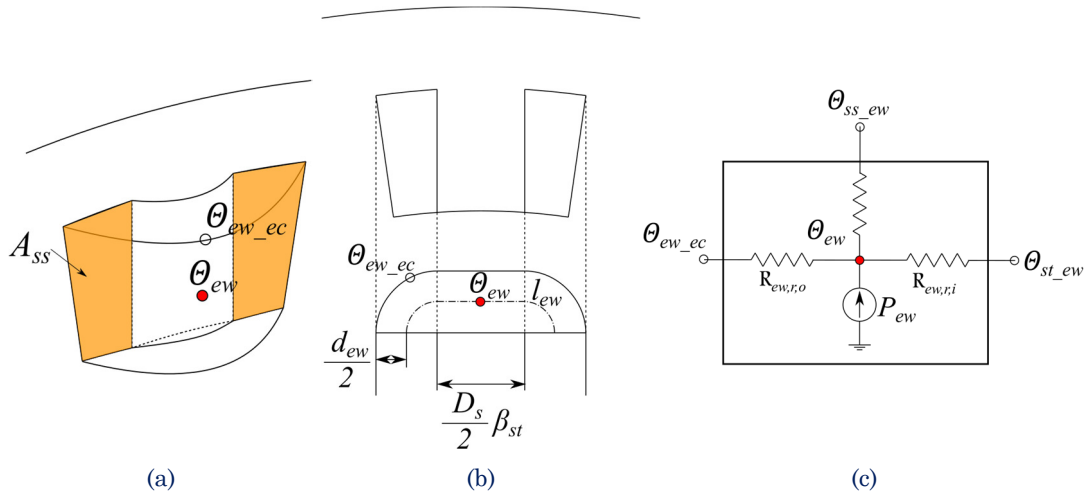 A_ss
Θ_ew_ec
Θ_ew
(a)
Θ_ew_ec
Θ_ew
l_ew
d_ew/2
D_s/2 β_st
(b)
Θ_ss_ew
Θ_ew_ec
Θ_ew
Θ_st_ew
R_ew,r,o
R_ew,r,i
P_ew
(c)